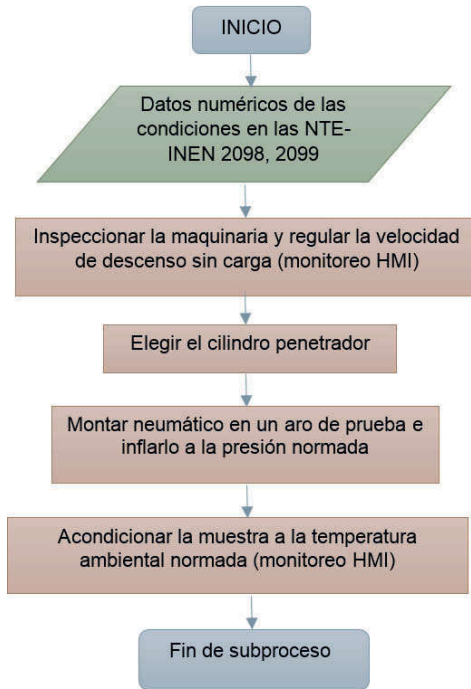 INICIO
Datos numéricos de las
condiciones en las NTE-
INEN 2098, 2099
Inspeccionar la maquinaria y regular la velocidad
de descenso sin carga (monitoreo HMI)
Elegir el cilindro penetrador
Montar neumático en un aro de prueba e
inflarlo a la presión normada
Acondicionar la muestra a la temperatura
ambiental normada (monitoreo HMI)
Fin de subproceso